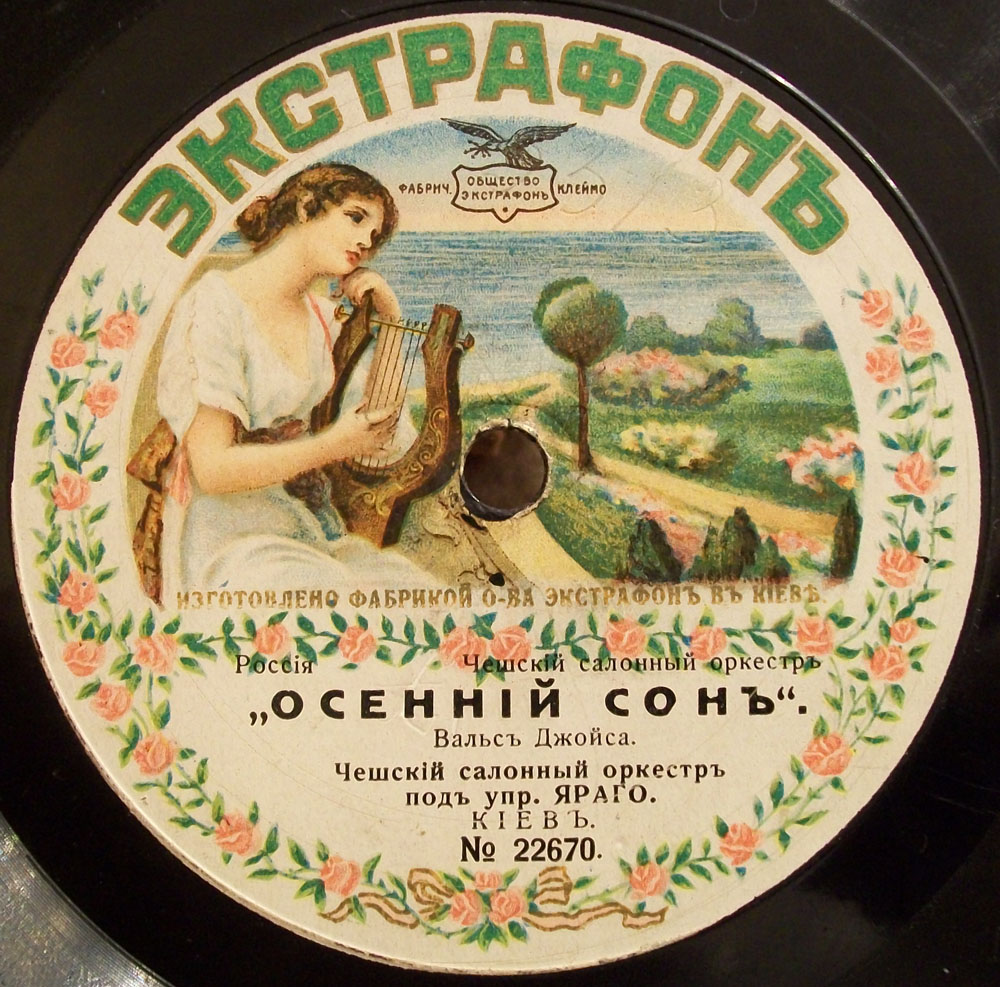 ЭКСТРАФОНЪ
ФАБРИЧ. ОБЩЕСТВО ЭКСТРАФОНЪ КЛЕЙМО
ИЗГОТОВЛЕНО ФАБРИКОЙ О-ВА ЭКСТРАФОНЪ ВЪ КІЕВѢ.
Россія Чешскій салонный оркестръ
„ОСЕННІЙ СОНЪ“.
Вальсъ Джойса.
Чешскій салонный оркестръ
подъ упр. ЯРАГО.
КІЕВЪ.
№ 22670.